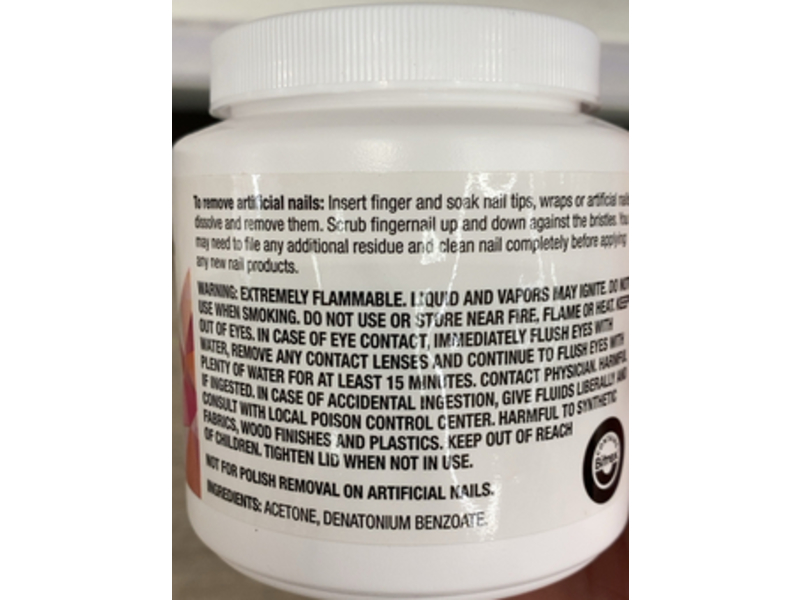 To remove artificial nails: Insert finger and soak nail tips, wraps or artificial
dissolve and remove them. Scrub fingernail up and down against the bristles. You
may need to file any additional residue and clean nail completely before applying
any new nail products.
WARNING: EXTREMELY FLAMMABLE. LIQUID AND VAPORS MAY IGNITE. DO NOT
USE WHEN SMOKING. DO NOT USE OR STORE NEAR FIRE, FLAME OR HEAT. KEEP
OUT OF EYES. IN CASE OF EYE CONTACT, IMMEDIATELY FLUSH EYES WITH
WATER, REMOVE ANY CONTACT LENSES AND CONTINUE TO FLUSH EYES WITH
PLENTY OF WATER FOR AT LEAST 15 MINUTES. CONTACT PHYSICIAN. HARMFUL
IF INGESTED. IN CASE OF ACCIDENTAL INGESTION, GIVE FLUIDS LIBERALLY AND
CONSULT WITH LOCAL POISON CONTROL CENTER. HARMFUL TO SYNTHETIC
FABRICS, WOOD FINISHES AND PLASTICS. KEEP OUT OF REACH
OF CHILDREN. TIGHTEN LID WHEN NOT IN USE.
NOT FOR POLISH REMOVAL ON ARTIFICIAL NAILS.
INGREDIENTS: ACETONE, DENATONIUM BENZOATE.
Bitrex